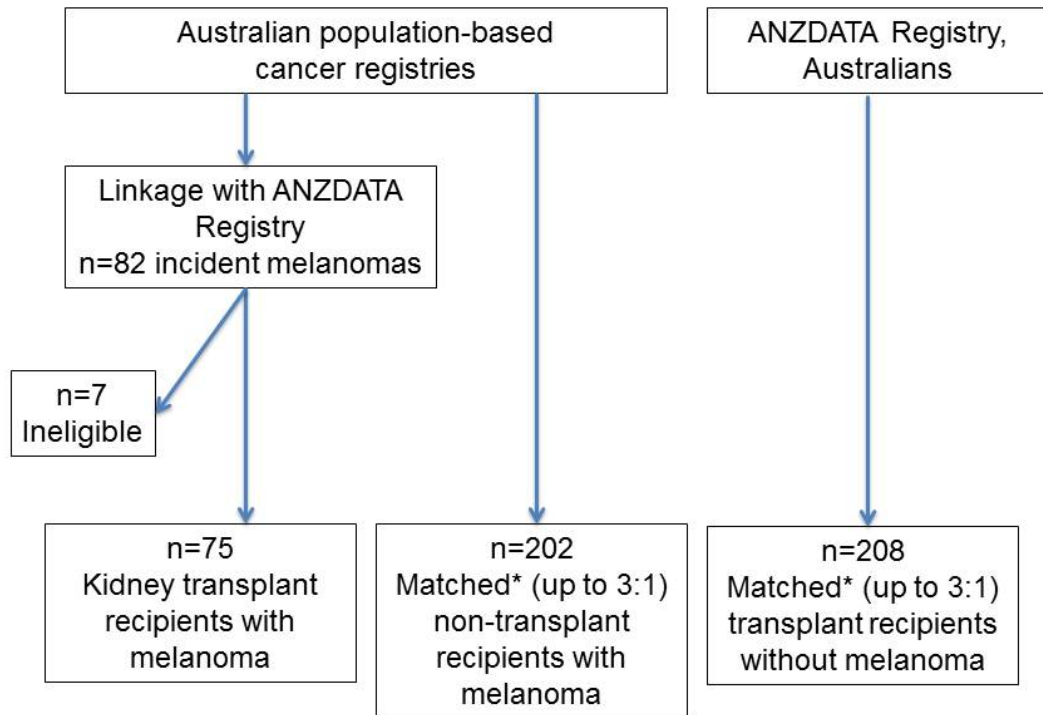 Australian population-based
cancer registries
ANZDATA Registry,
Australians
Linkage with ANZDATA
Registry
n=82 incident melanomas
n=7
Ineligible
n=75
Kidney transplant
recipients with
melanoma
n=202
Matched* (up to 3:1)
non-transplant
recipients with
melanoma
n=208
Matched* (up to 3:1)
transplant recipients
without melanoma